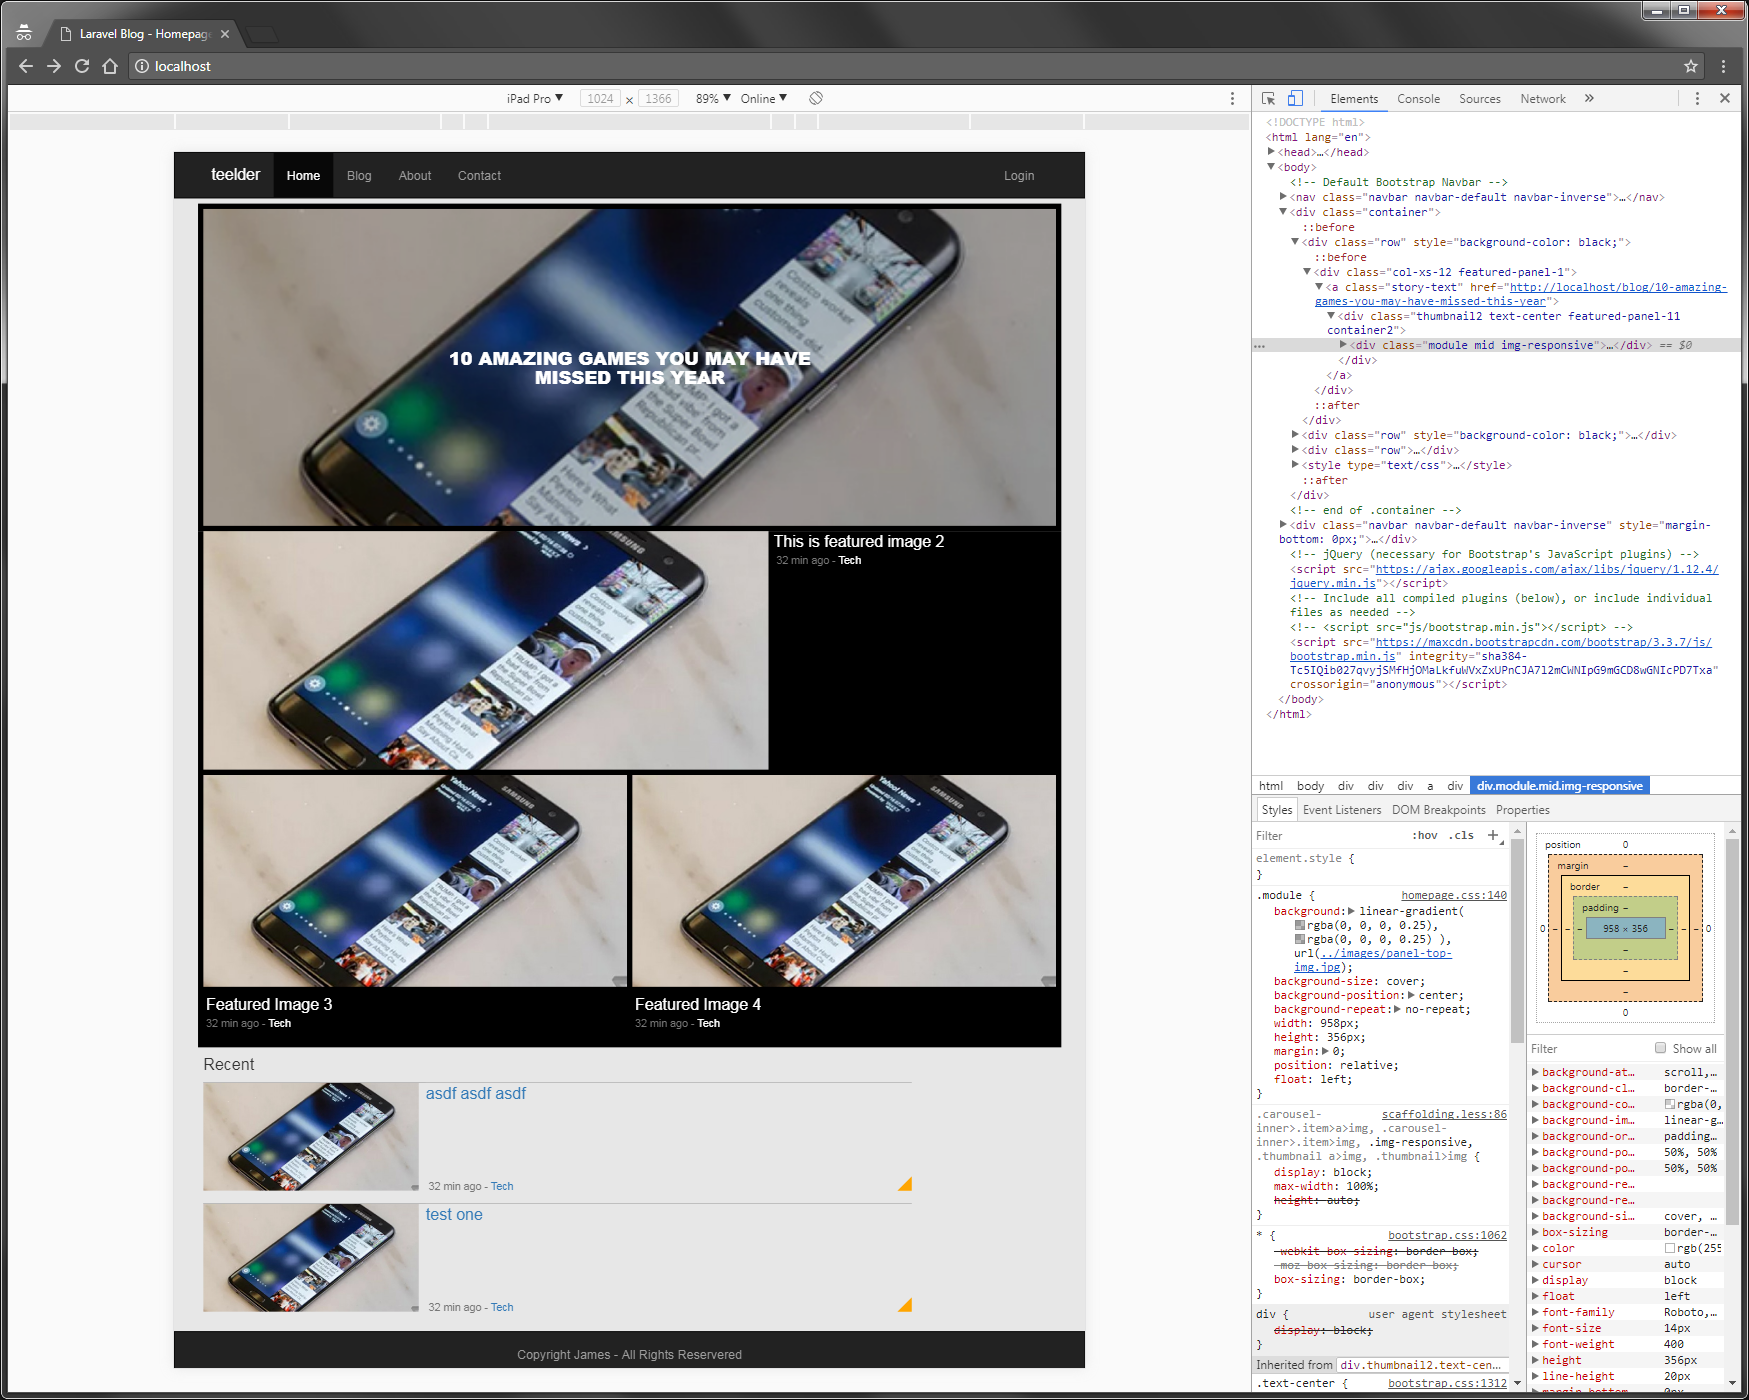 Laravel Blog - Homepag
localhost
iPad Pro ▼ 1024 × 1366 89% ▼ Online ▼
teelder Home Blog About Contact Login
10 AMAZING GAMES YOU MAY HAVE
MISSED THIS YEAR
This is featured image 2
32 min ago - Tech
Featured Image 3
32 min ago - Tech
Featured Image 4
32 min ago - Tech
Recent
asdf asdf asdf
32 min ago - Tech
test one
32 min ago - Tech
Copyright James - All Rights Reservered
Elements Console Sources Network »
<!DOCTYPE html>
<html lang="en">
<head>…</head>
<body>
<!-- Default Bootstrap Navbar -->
<nav class="navbar navbar-default navbar-inverse">…</nav>
<div class="container">
::before
<div class="row" style="background-color: black;">
::before
<div class="col-xs-12 featured-panel-1">
<a class="story-text" href="http://localhost/blog/10-amazing-
games-you-may-have-missed-this-year">
<div class="thumbnail2 text-center featured-panel-11
container2">
<div class="module mid img-responsive">…</div> == $0
</div>
</a>
</div>
::after
</div>
<div class="row" style="background-color: black;">…</div>
<div class="row">…</div>
<style type="text/css">…</style>
::after
</div>
<!-- end of .container -->
<div class="navbar navbar-default navbar-inverse" style="margin-
bottom: 0px;">…</div>
<!-- jQuery (necessary for Bootstrap's JavaScript plugins) -->
<script src="https://ajax.googleapis.com/ajax/libs/jquery/1.12.4/
jquery.min.js"></script>
<!-- Include all compiled plugins (below), or include individual
files as needed -->
<!-- <script src="js/bootstrap.min.js"></script> -->
<script src="https://maxcdn.bootstrapcdn.com/bootstrap/3.3.7/js/
bootstrap.min.js" integrity="sha384-
Tc5IQib027qvyjSMfHjOMaLkfuWVxZxUPnCJA7l2mCWNIpG9mGCD8wGNIcPD7Txa"
crossorigin="anonymous"></script>
</body>
</html>
html body div div div a div div.module.mid.img-responsive
Styles Event Listeners DOM Breakpoints Properties
Filter :hov .cls +
element.style {
}
.module { homepage.css:140
background: linear-gradient(
rgba(0, 0, 0, 0.25),
rgba(0, 0, 0, 0.25) ),
url(../images/panel-top-
img.jpg);
background-size: cover;
background-position: center;
background-repeat: no-repeat;
width: 958px;
height: 356px;
margin: 0;
position: relative;
float: left;
}
.carousel- scaffolding.less:86
inner>.item>a>img, .carousel-
inner>.item>img, .img-responsive,
.thumbnail a>img, .thumbnail>img {
display: block;
max-width: 100%;
height: auto;
}
* { bootstrap.css:1062
-webkit-box-sizing: border-box;
-moz-box-sizing: border-box;
box-sizing: border-box;
}
div { user agent stylesheet
display: block;
}
Inherited from div.thumbnail2.text-cen…
.text-center { bootstrap.css:1312
position 0
margin –
border –
padding –
0 – – – 958 × 356 – – – 0
–
–
–
0
Filter Show all
background-at… scroll,…
background-cl… border-…
background-co… rgba(0,
background-im… linear-g
background-or… padding…
background-po… 50%, 50%
background-po… 50%, 50%
background-re…
background-re…
background-si… cover, …
box-sizing border-…
color rgb(255
cursor auto
display block
float left
font-family Roboto,…
font-size 14px
font-weight 400
height 356px
line-height 20px